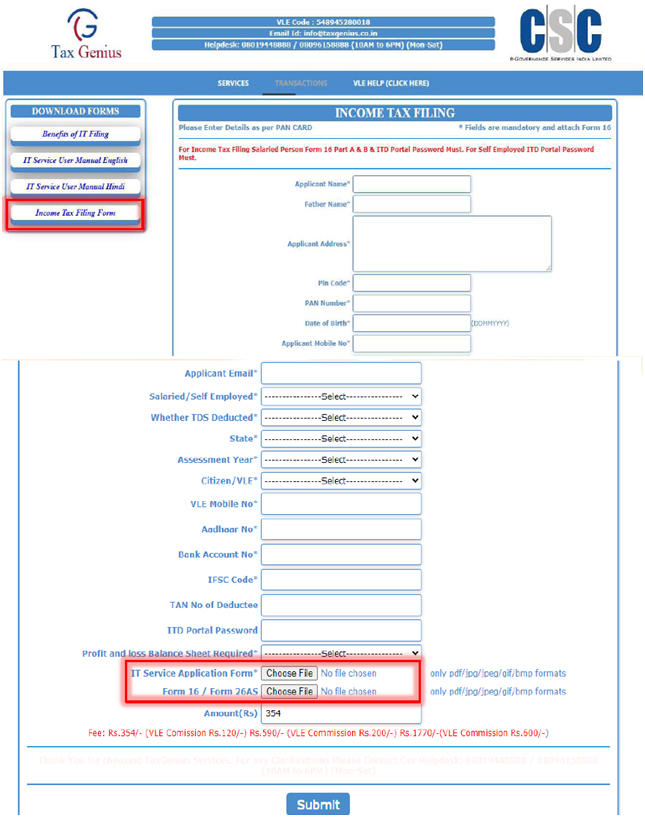 Tax Genius
VLE Code : 548945280018
Email Id: info@taxgenius.co.in
Helpdesk: 08019448888 / 08096158888 (10AM to 6PM) (Mon-Sat)
CSC
E-GOVERNANCE SERVICES INDIA LIMITED
SERVICES TRANSACTIONS VLE HELP (CLICK HERE)
DOWNLOAD FORMS
Benefits of IT Filing
IT Service User Manual English
IT Service User Manual Hindi
Income Tax Filing Form
INCOME TAX FILING
Please Enter Details as per PAN CARD * Fields are mandatory and attach Form 16
For Income Tax Filing Salaried Person Form 16 Part A & B & ITD Portal Password Must. For Self Employed ITD Portal Password
Must.
Applicant Name*
Father Name*
Applicant Address*
Pin Code*
PAN Number*
Date of Birth* (DDMMYYYY)
Applicant Mobile No*
Applicant Email*
Salaried/Self Employed* ----------------Select----------------
Whether TDS Deducted* ----------------Select----------------
State* ----------------Select----------------
Assessment Year* ----------------Select----------------
Citizen/VLE* ----------------Select----------------
VLE Mobile No*
Aadhaar No*
Bank Account No*
IFSC Code*
TAN No of Deductee
ITD Portal Password
Profit and loss Balance Sheet Required* ----------------Select----------------
IT Service Application Form* Choose File No file chosen only pdf/jpg/jpeg/gif/bmp formats
Form 16 / Form 26AS Choose File No file chosen only pdf/jpg/jpeg/gif/bmp formats
Amount(Rs) 354
Fee: Rs.354/- (VLE Comission Rs.120/-) Rs.590/- (VLE Commission Rs.200/-) Rs.1770/-(VLE Commission Rs.600/-)
Thank You for choosing TaxGenius Services. For any Clarifications Please Contact Our Helpdesk: 08019448888 / 08096158888
(10AM to 6PM) (Mon-Sat)
Submit